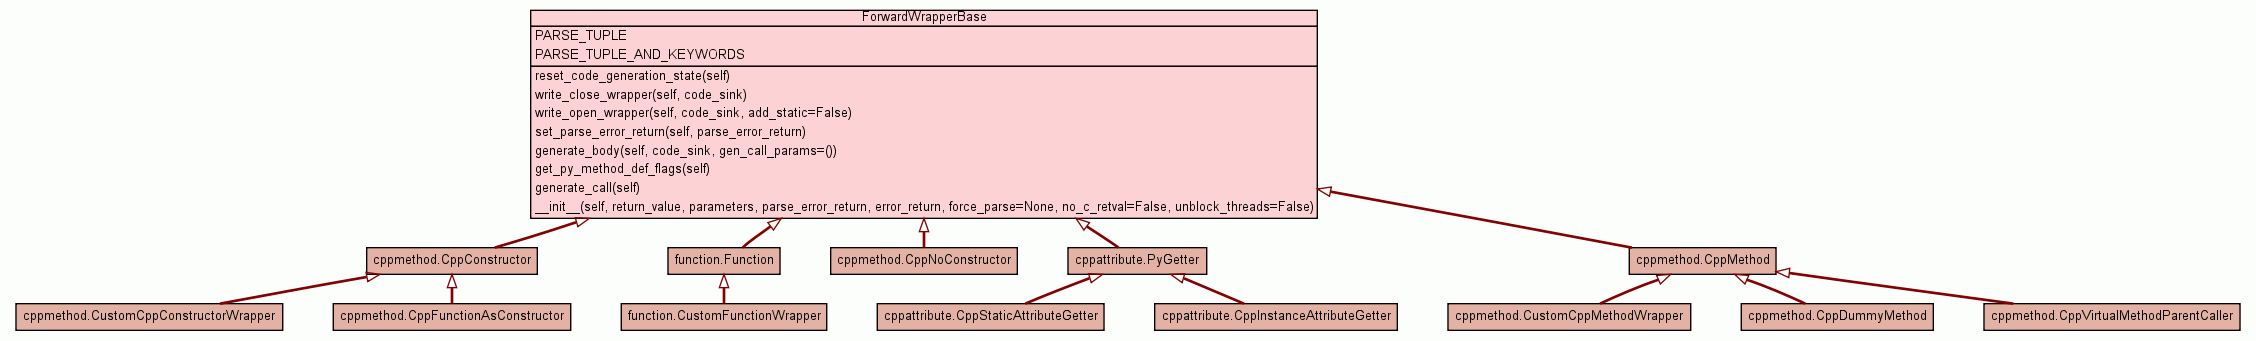 ForwardWrapperBase
PARSE_TUPLE
PARSE_TUPLE_AND_KEYWORDS
reset_code_generation_state(self)
write_close_wrapper(self, code_sink)
write_open_wrapper(self, code_sink, add_static=False)
set_parse_error_return(self, parse_error_return)
generate_body(self, code_sink, gen_call_params=())
get_py_method_def_flags(self)
generate_call(self)
__init__(self, return_value, parameters, parse_error_return, error_return, force_parse=None, no_c_retval=False, unblock_threads=False)
cppmethod.CppConstructor
function.Function
cppmethod.CppNoConstructor
cppattribute.PyGetter
cppmethod.CppMethod
cppmethod.CustomCppConstructorWrapper
cppmethod.CppFunctionAsConstructor
function.CustomFunctionWrapper
cppattribute.CppStaticAttributeGetter
cppattribute.CppInstanceAttributeGetter
cppmethod.CustomCppMethodWrapper
cppmethod.CppDummyMethod
cppmethod.CppVirtualMethodParentCaller